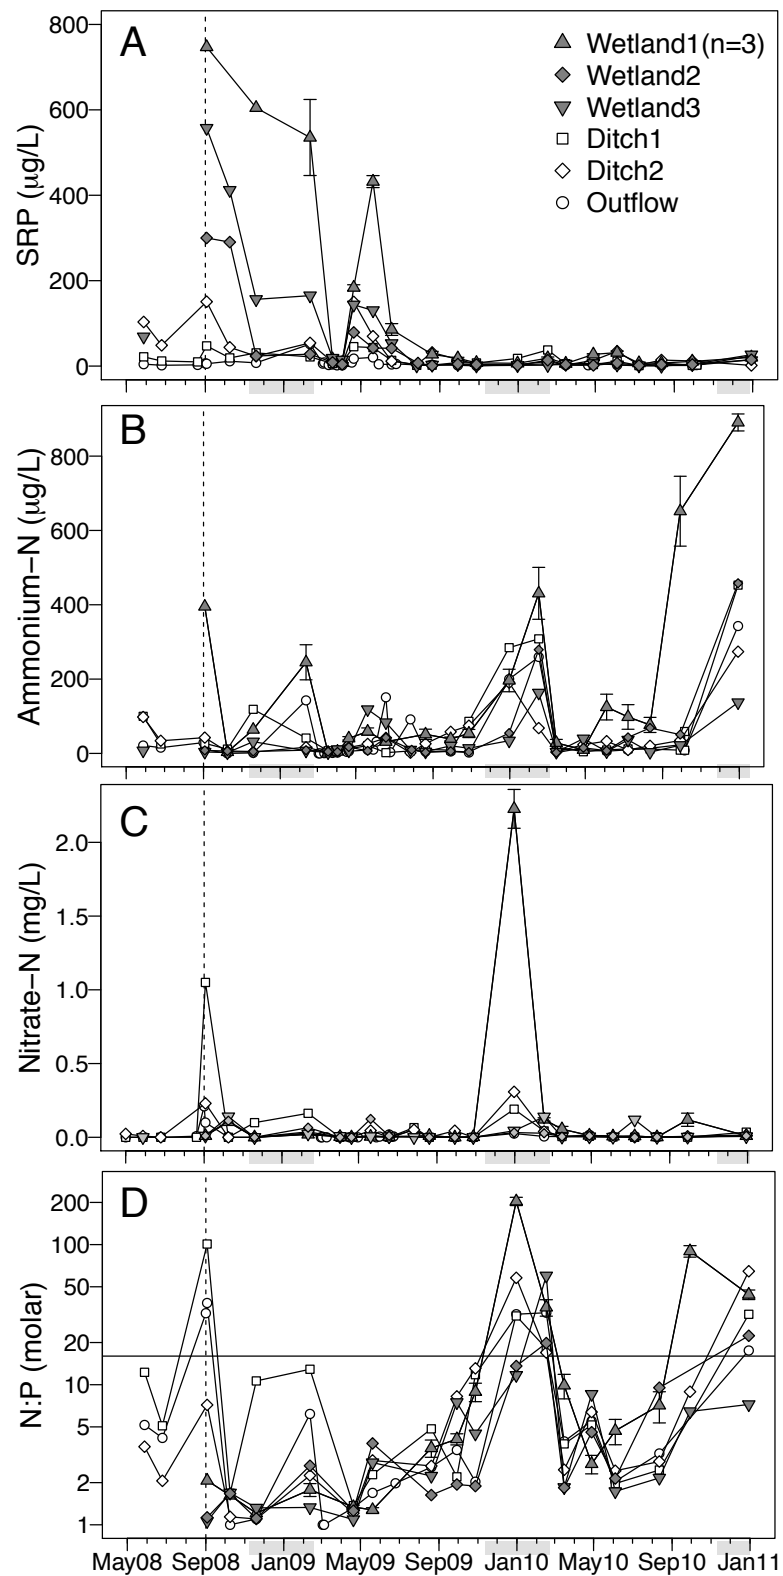 A
800
600
400
200
0
SRP (μg/L)
Wetland1(n=3)
Wetland2
Wetland3
Ditch1
Ditch2
Outflow
B
800
600
400
200
0
Ammonium−N (μg/L)
C
2.0
1.5
1.0
0.5
0.0
Nitrate−N (mg/L)
D
200
100
50
20
10
5
2
1
N:P (molar)
May08 Sep08 Jan09 May09 Sep09 Jan10 May10 Sep10 Jan11